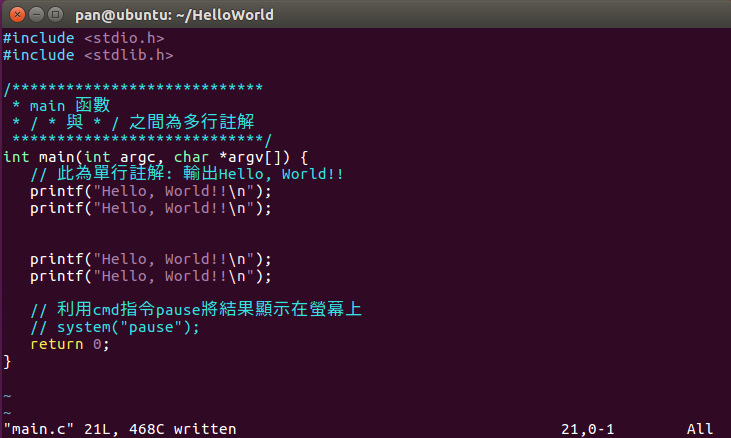 pan@ubuntu: ~/HelloWorld
#include <stdio.h>
#include <stdlib.h>
/****************************
 * main 函數
 * / * 與 * / 之間為多行註解
 ****************************/
int main(int argc, char *argv[]) {
   // 此為單行註解: 輸出Hello, World!!
   printf("Hello, World!!\n");
   printf("Hello, World!!\n");
   printf("Hello, World!!\n");
   printf("Hello, World!!\n");
   // 利用cmd指令pause將結果顯示在螢幕上
   // system("pause");
   return 0;
}
~
~
"main.c" 21L, 468C written 21,0-1 All